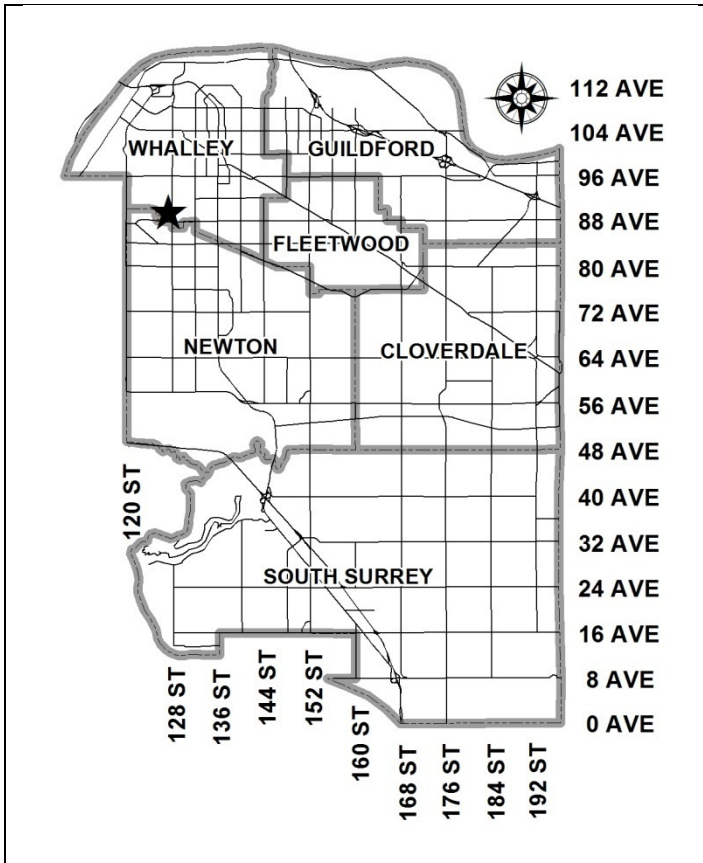 112 AVE
104 AVE
WHALLEY
GUILDFORD
96 AVE
88 AVE
FLEETWOOD
80 AVE
72 AVE
NEWTON
CLOVERDALE
64 AVE
56 AVE
48 AVE
120 ST
40 AVE
32 AVE
SOUTH SURREY
24 AVE
16 AVE
8 AVE
0 AVE
128 ST
136 ST
144 ST
152 ST
160 ST
168 ST
176 ST
184 ST
192 ST